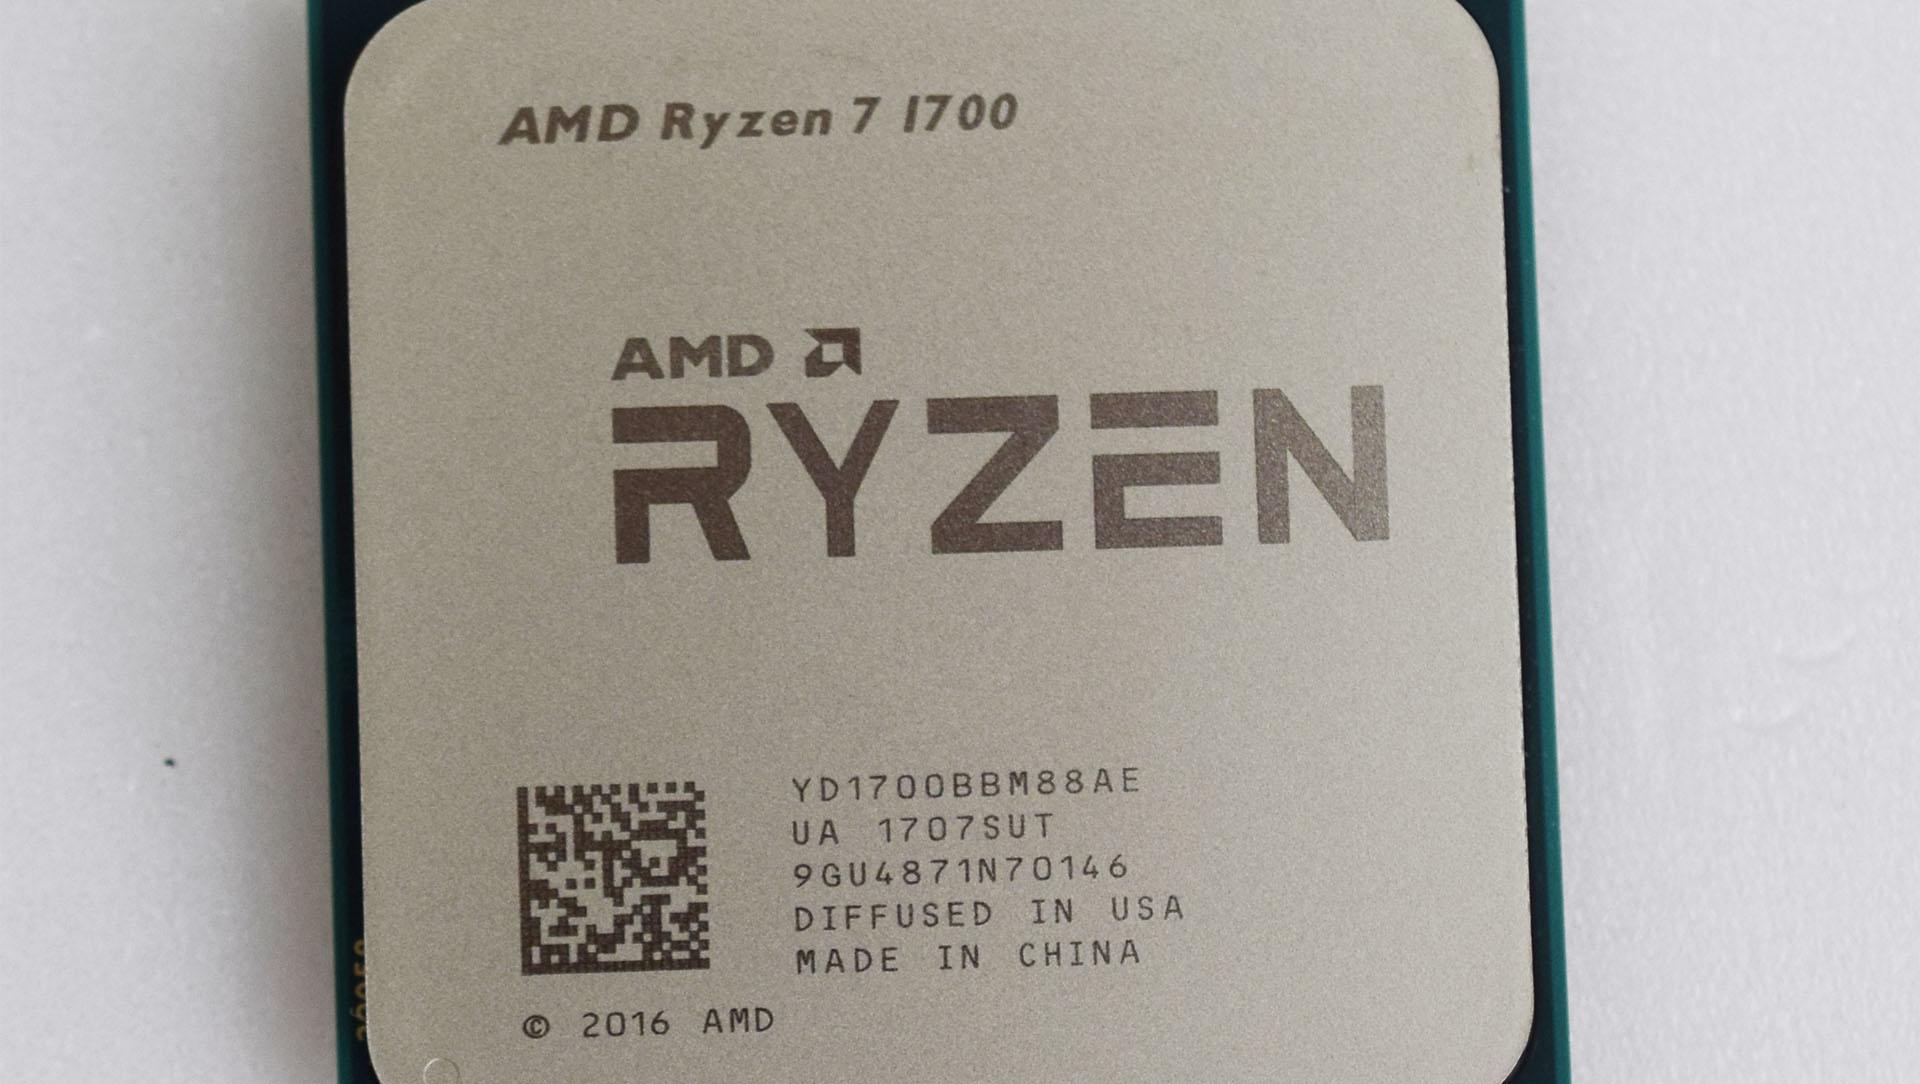 AMD Ryzen 7 1700
AMD
RYZEN
YD1700BBM88AE
UA 1707SUT
9GU4871N70146
DIFFUSED IN USA
MADE IN CHINA
© 2016 AMD